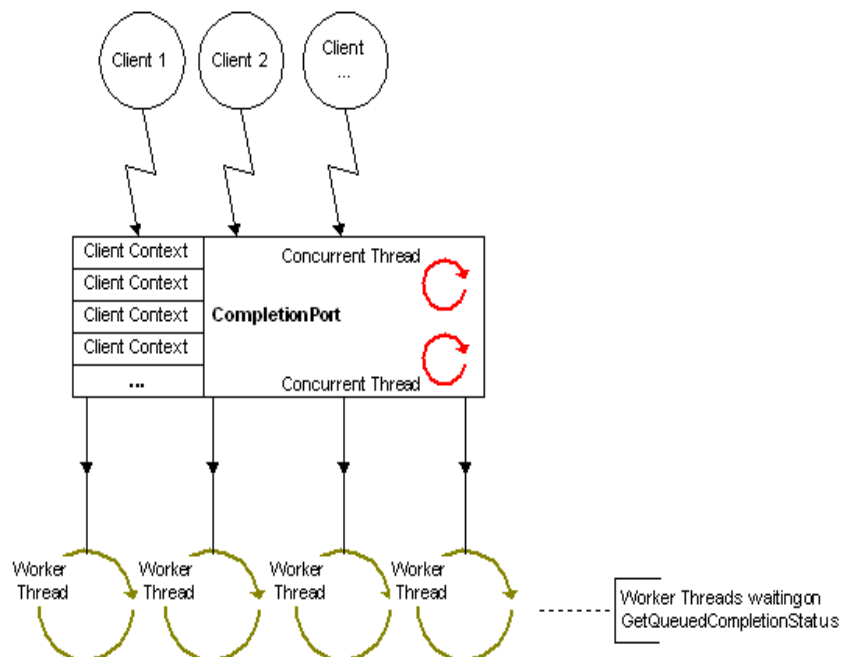 Client 1
Client 2
Client
...
Client Context
Client Context
Client Context
Client Context
...
Concurrent Thread
CompletionPort
Concurrent Thread
Worker
Thread
Worker
Thread
Worker
Thread
Worker
Thread
Worker Threads waitingon
GetQueuedCompletionStatus